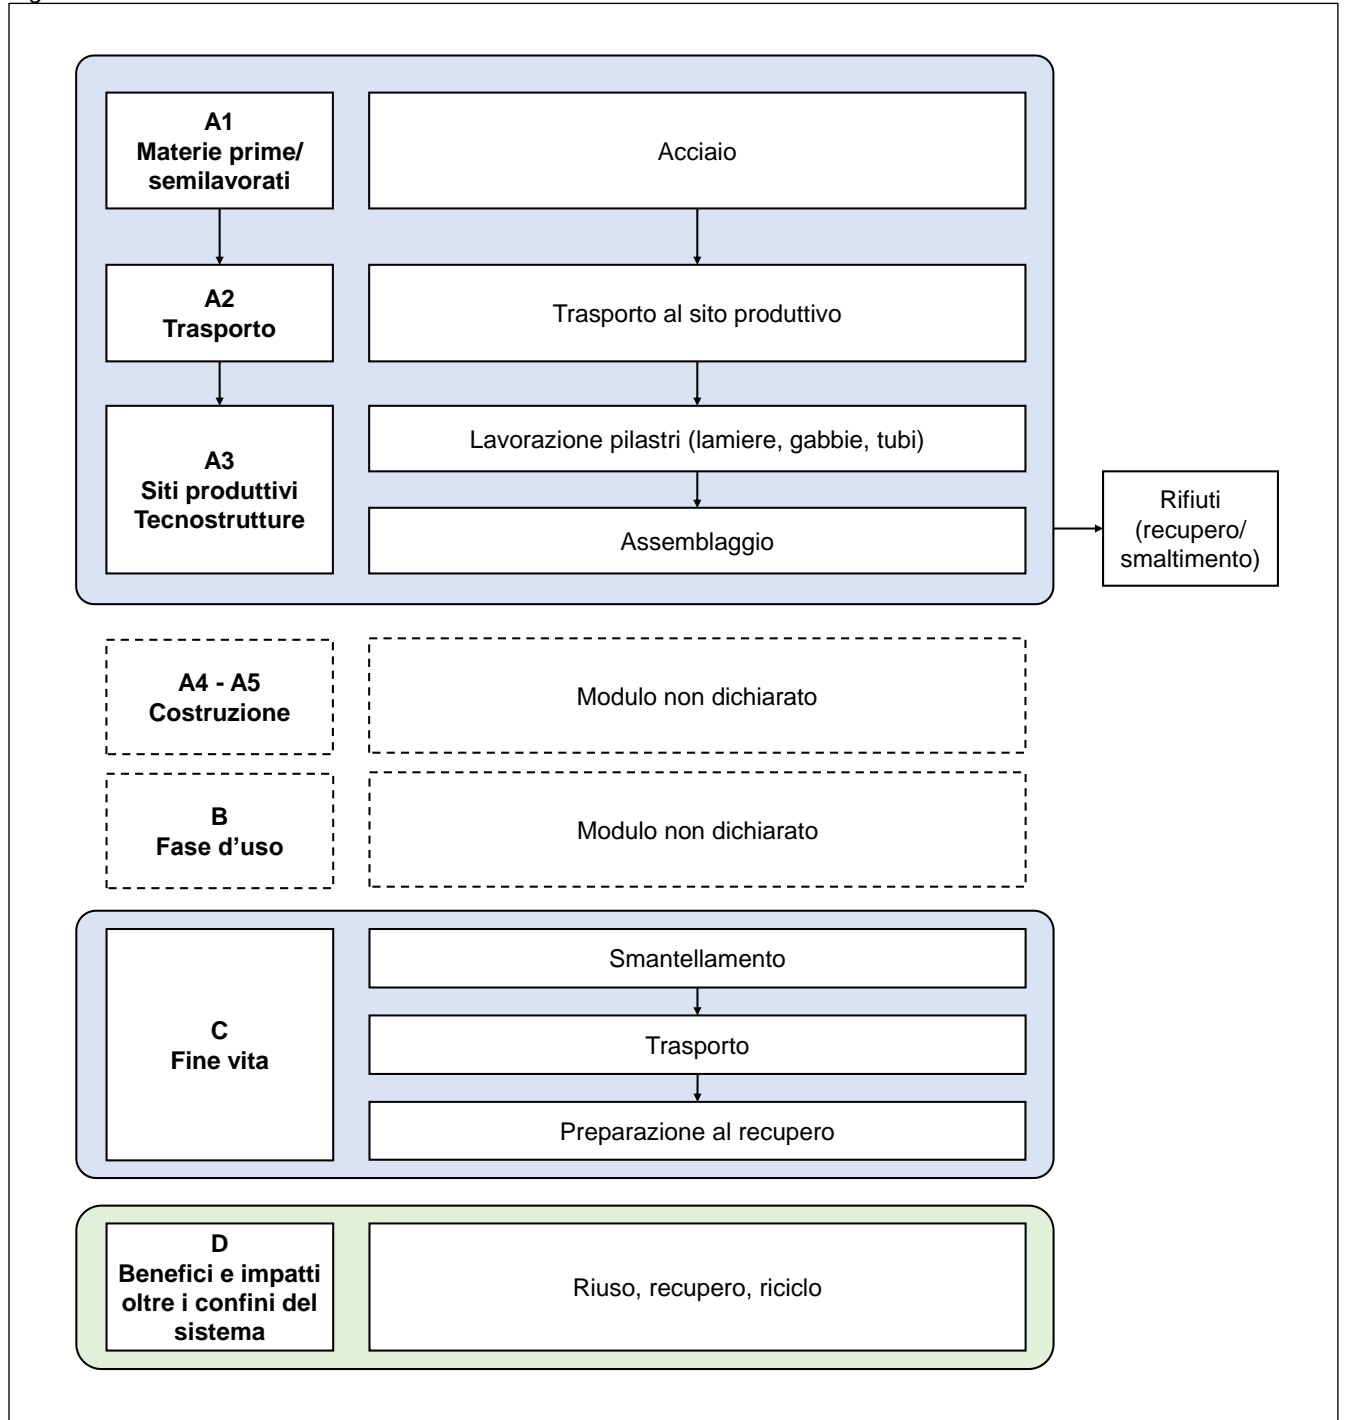 A1
Materie prime/
semilavorati
Acciaio
A2
Trasporto
Trasporto al sito produttivo
A3
Siti produttivi
Tecnostrutture
Lavorazione pilastri (lamiere, gabbie, tubi)
Assemblaggio
Rifiuti
(recupero/
smaltimento)
A4 - A5
Costruzione
Modulo non dichiarato
B
Fase d’uso
Modulo non dichiarato
C
Fine vita
Smantellamento
Trasporto
Preparazione al recupero
D
Benefici e impatti
oltre i confini del
sistema
Riuso, recupero, riciclo